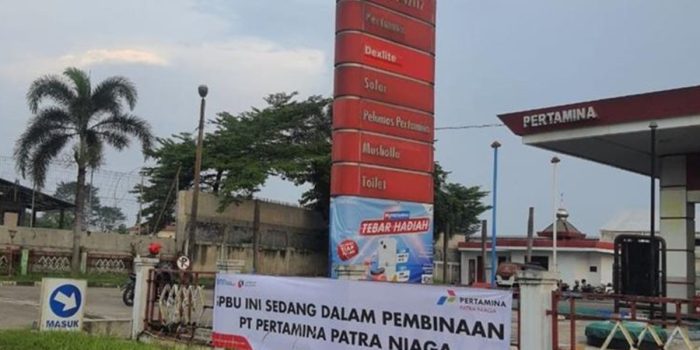 Pertamax
Dexlite
Solar
Pelumas Pertamina
Musholla
Toilet
PERTAMINA
TEBAR HADIAH
MASUK
SPBU INI SEDANG DALAM PEMBINAAN
PT PERTAMINA PATRA NIAGA
PERTAMINA
PATRA NIAGA